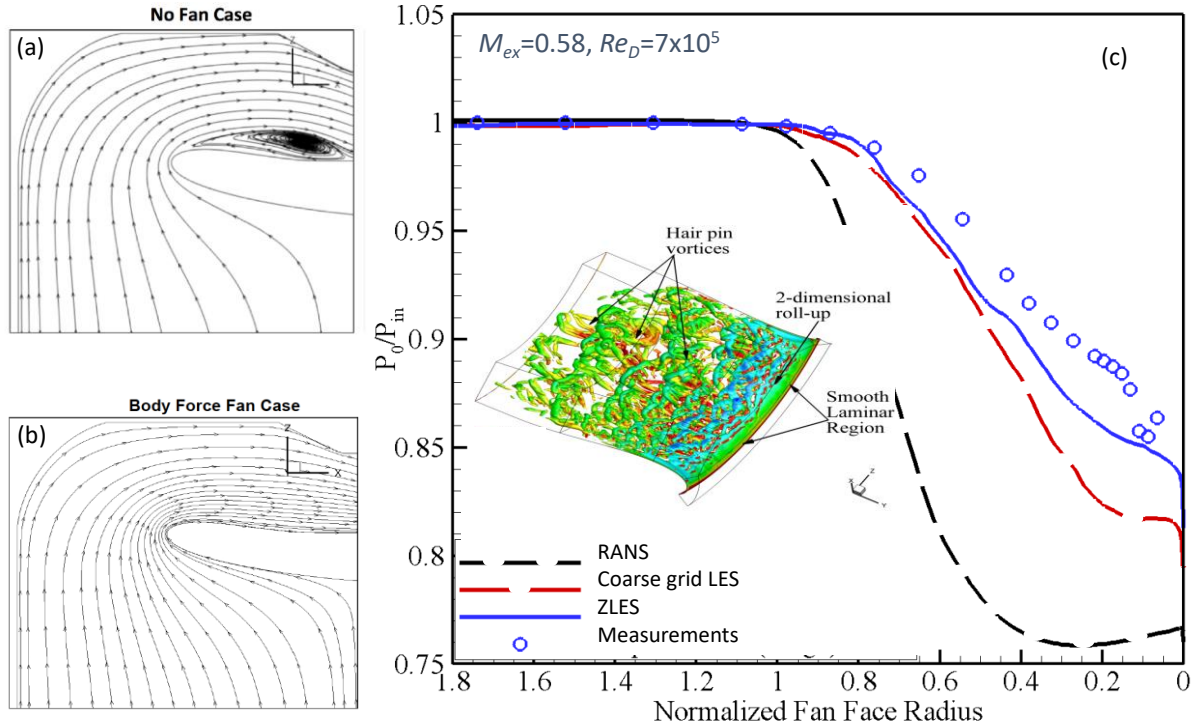 No Fan Case
(a)
Z
X
Body Force Fan Case
(b)
Z
X
M_ex=0.58, Re_D=7x10⁵
(c)
1.05
1
0.95
0.9
0.85
0.8
0.75
P₀/P_in
Hair pin
vortices
2-dimensional
roll-up
Smooth
Laminar
Region
Z
X
Y
RANS
Coarse grid LES
ZLES
Measurements
1.8 1.6 1.4 1.2 1 0.8 0.6 0.4 0.2 0
Normalized Fan Face Radius